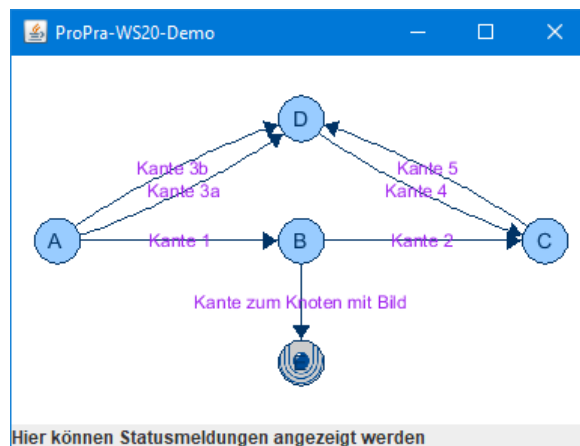 ProPra-WS20-Demo
D
Kante 3b
Kante 5
Kante 3a
Kante 4
A
Kante 1
B
Kante 2
C
Kante zum Knoten mit Bild
Hier können Statusmeldungen angezeigt werden